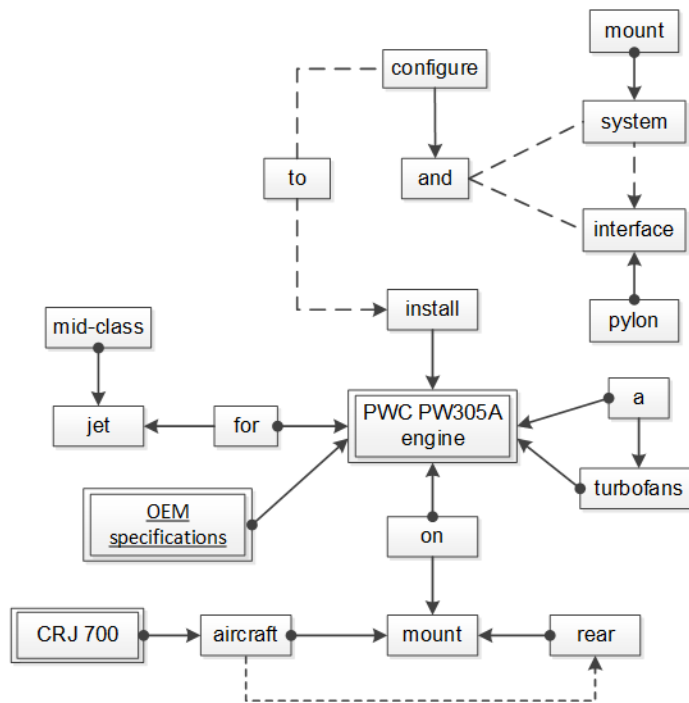 mount
configure
system
to
and
interface
install
pylon
mid-class
PWC PW305A
engine
a
jet
for
turbofans
OEM
specifications
on
CRJ 700
aircraft
mount
rear